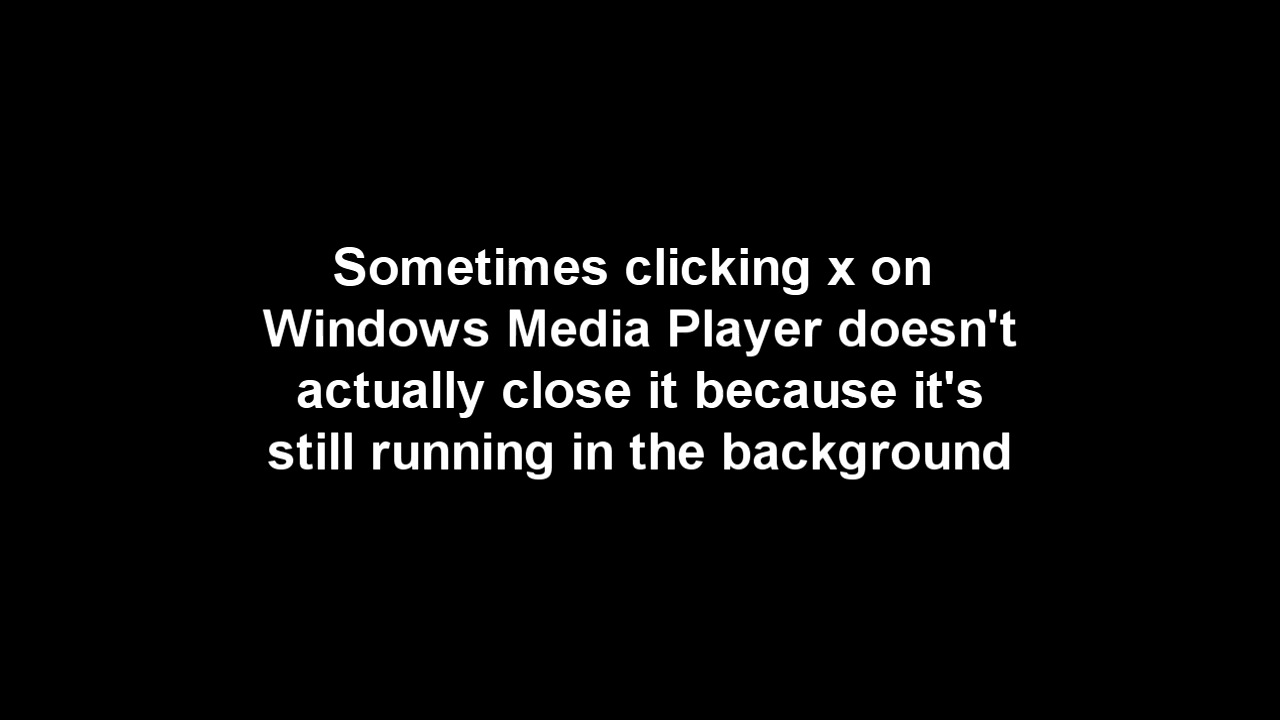 Sometimes clicking x on
Windows Media Player doesn't
actually close it because it's
still running in the background